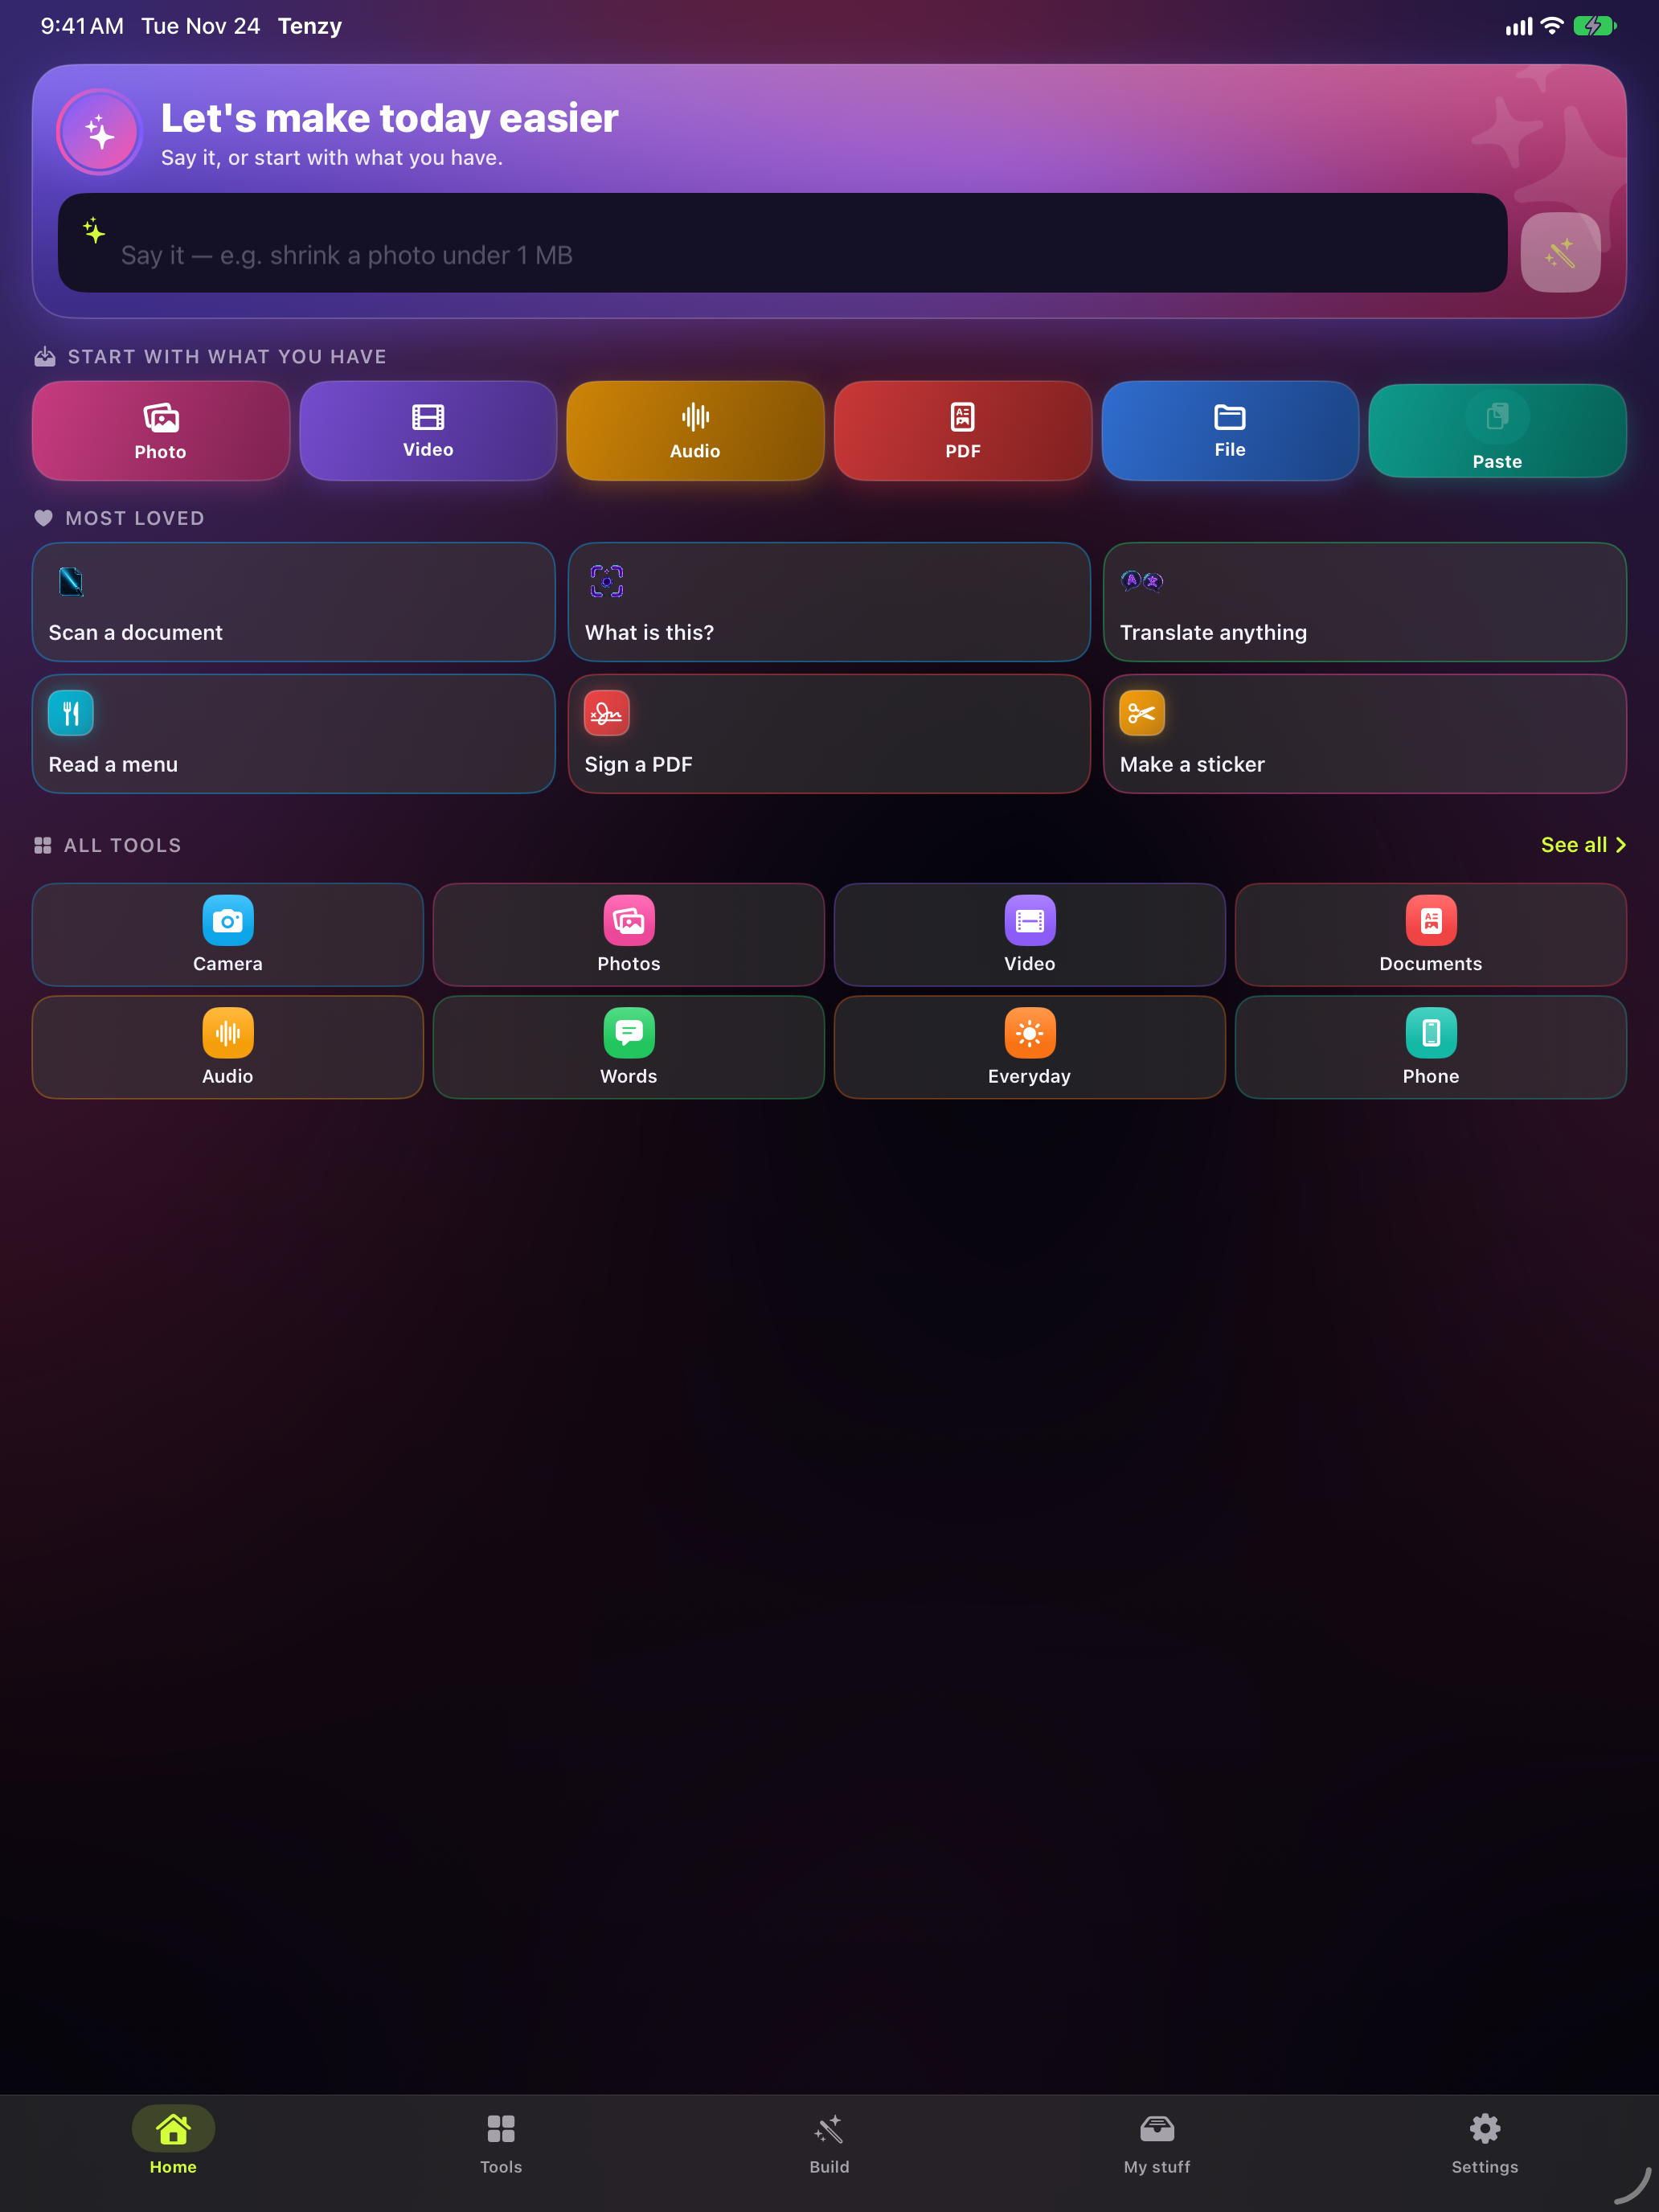 9:41 AM Tue Nov 24 Tenzy
Let's make today easier
Say it, or start with what you have.
Say it — e.g. shrink a photo under 1 MB
START WITH WHAT YOU HAVE
Photo
Video
Audio
PDF
File
Paste
MOST LOVED
Scan a document
What is this?
Translate anything
Read a menu
Sign a PDF
Make a sticker
ALL TOOLS
See all
Camera
Photos
Video
Documents
Audio
Words
Everyday
Phone
Home
Tools
Build
My stuff
Settings